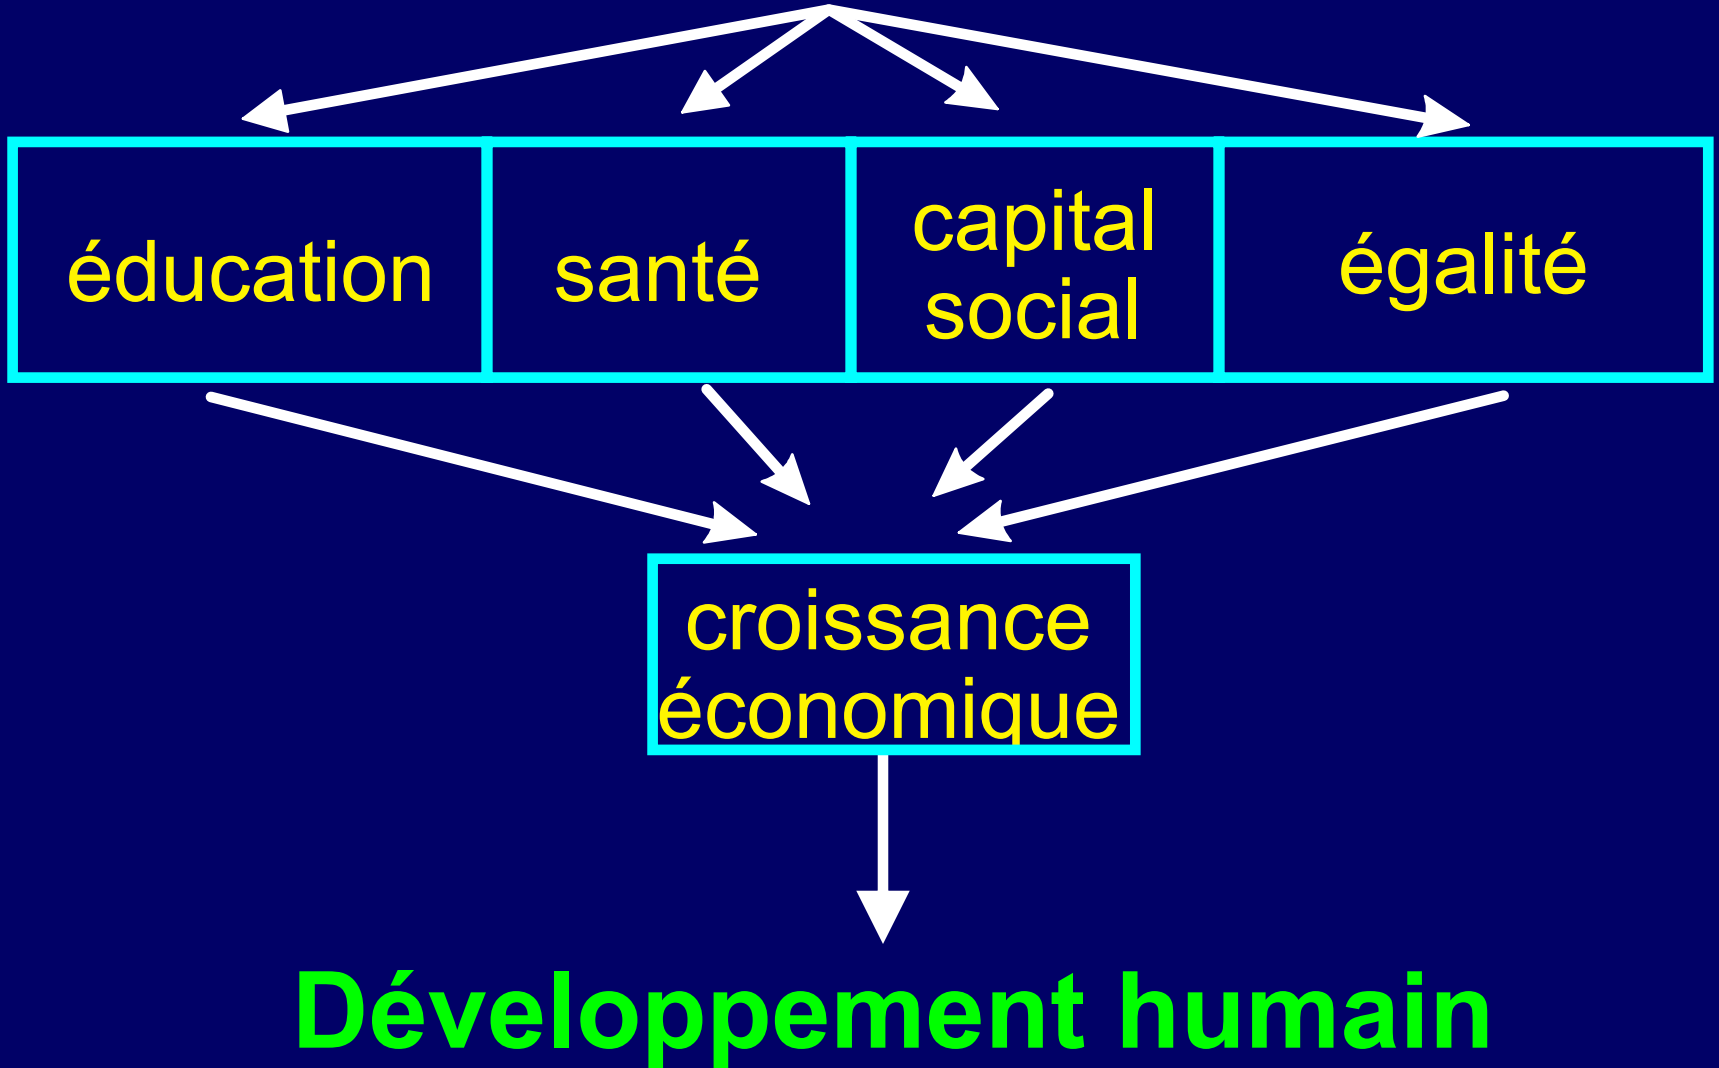 éducation
santé
capital
social
égalité
croissance
économique
Développement humain